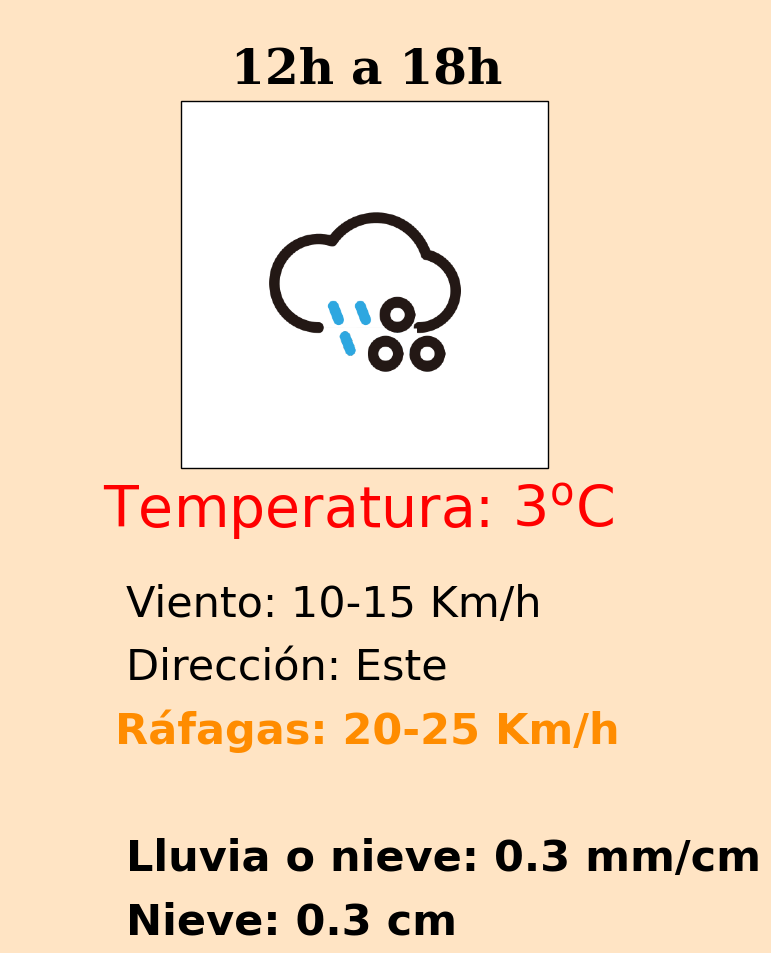 12h a 18h
Temperatura: 3ºC
Viento: 10-15 Km/h
Dirección: Este
Ráfagas: 20-25 Km/h
Lluvia o nieve: 0.3 mm/cm
Nieve: 0.3 cm